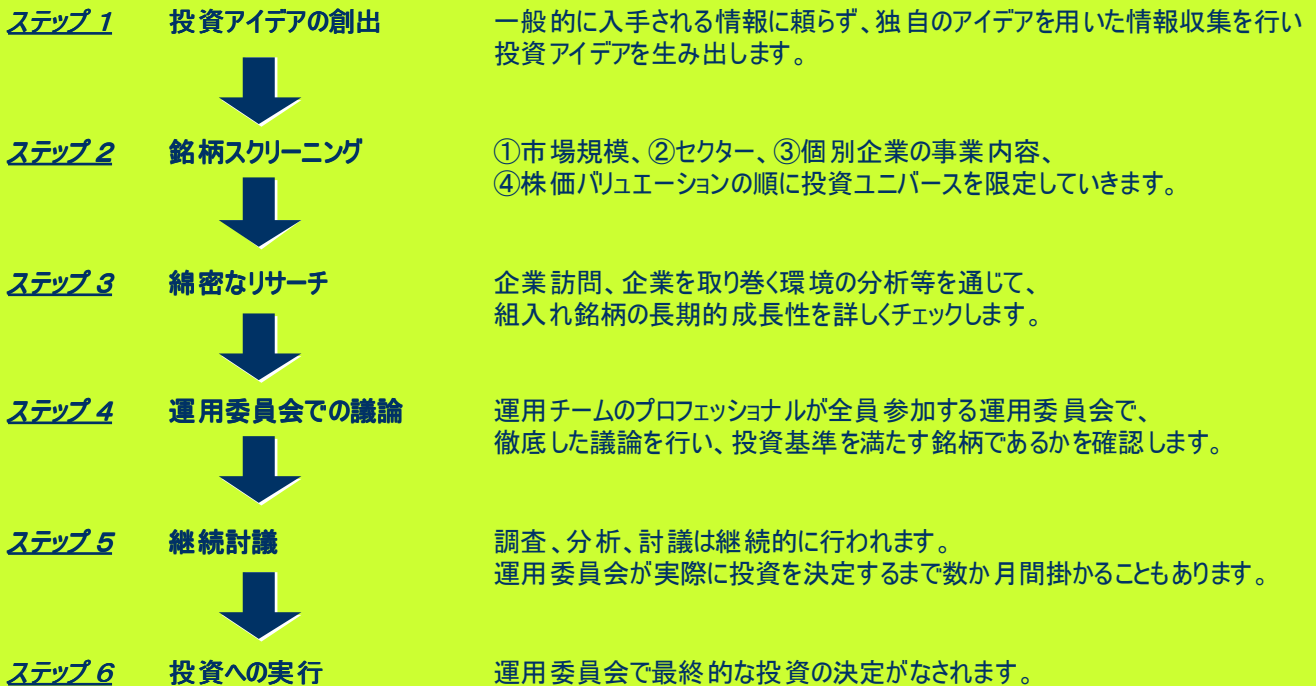 ステップ 1 投資アイデアの創出 一般的に入手される情報に頼らず、独自のアイデアを用いた情報収集を行い
投資アイデアを生み出します。
ステップ 2 銘柄スクリーニング ①市場規模、②セクター、③個別企業の事業内容、
④株価バリュエーションの順に投資ユニバースを限定していきます。
ステップ 3 綿密なリサーチ 企業訪問、企業を取り巻く環境の分析等を通じて、
組入れ銘柄の長期的成長性を詳しくチェックします。
ステップ 4 運用委員会での議論 運用チームのプロフェッショナルが全員参加する運用委員会で、
徹底した議論を行い、投資基準を満たす銘柄であるかを確認します。
ステップ 5 継続討議 調査、分析、討議は継続的に行われます。
運用委員会が実際に投資を決定するまで数か月間掛かることもあります。
ステップ 6 投資への実行 運用委員会で最終的な投資の決定がなされます。